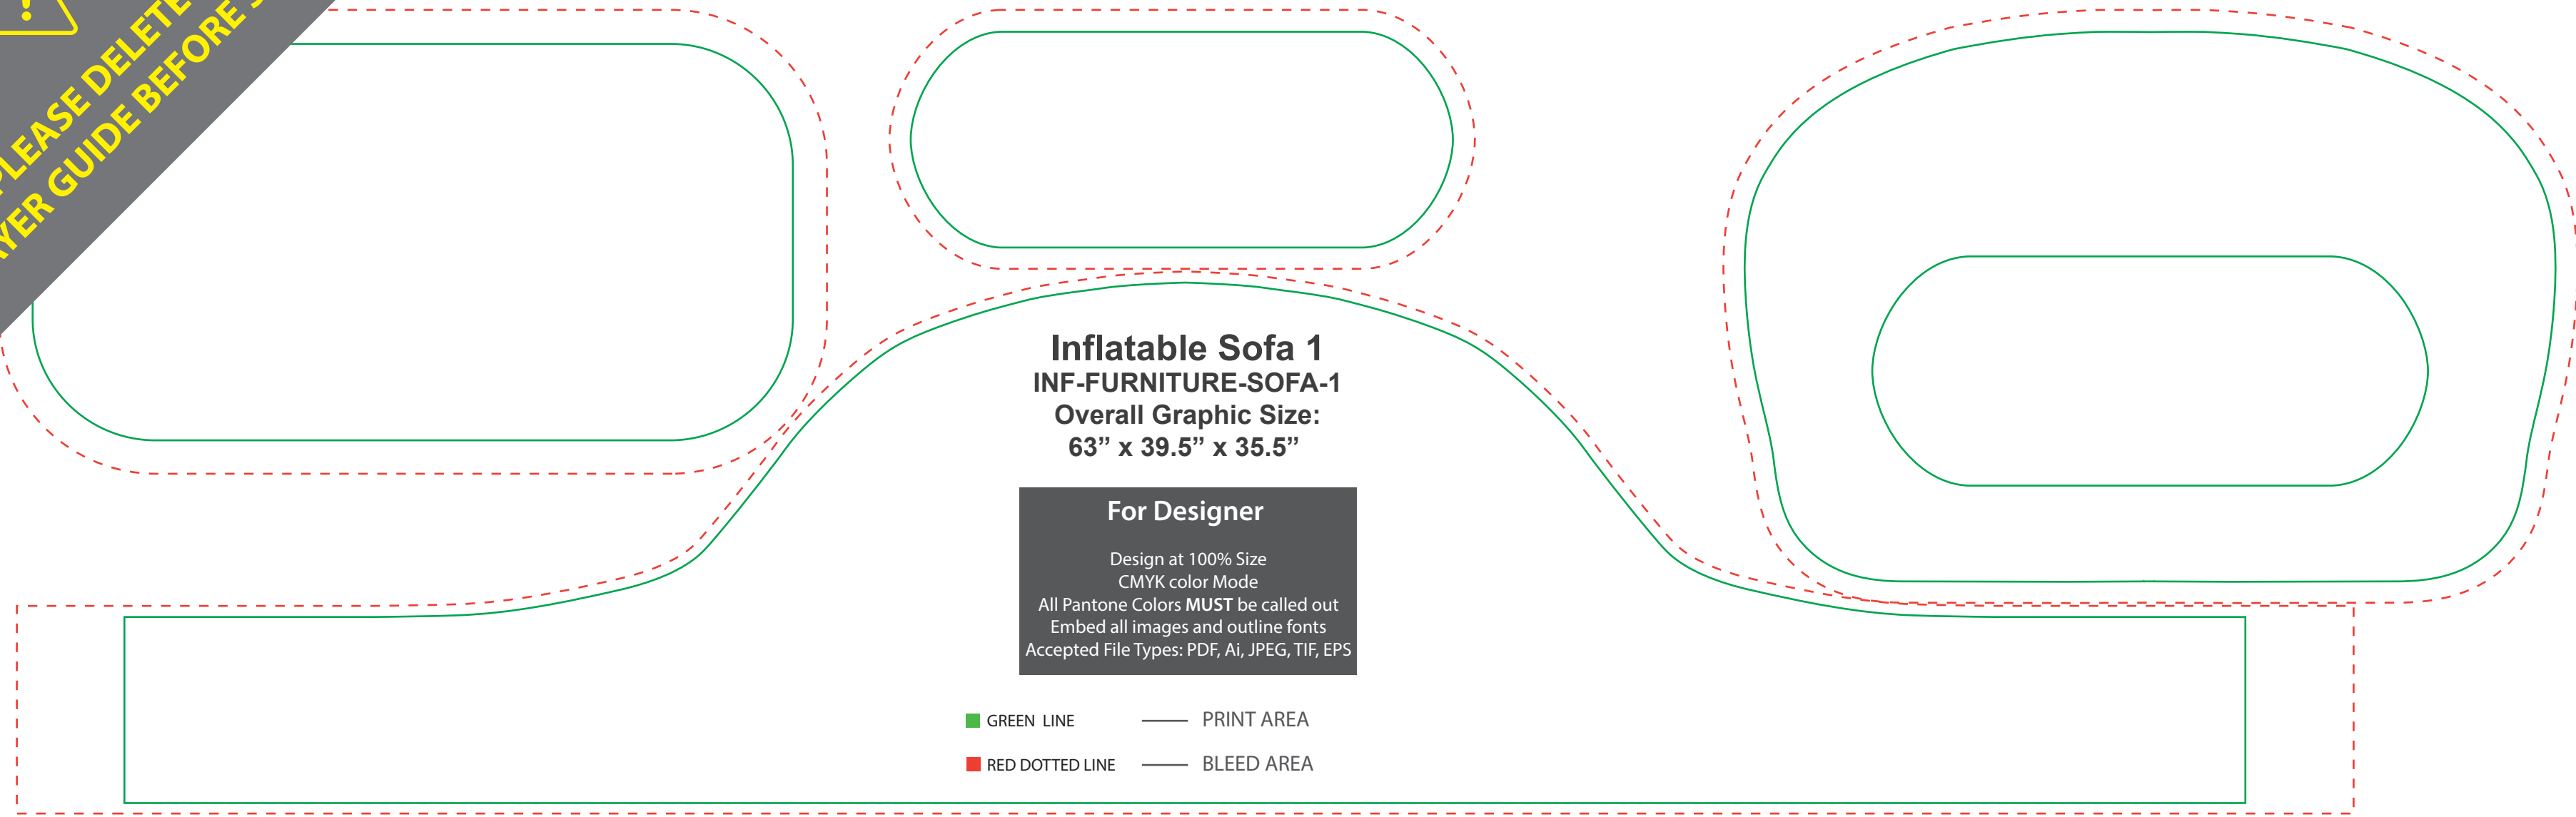 !
PLEASE DELETE
GUIDE BEFORE
Inflatable Sofa 1
INF-FURNITURE-SOFA-1
Overall Graphic Size:
63” x 39.5” x 35.5”
For Designer
Design at 100% Size
CMYK color Mode
All Pantone Colors MUST be called out
Embed all images and outline fonts
Accepted File Types: PDF, Ai, JPEG, TIF, EPS
GREEN LINE PRINT AREA
RED DOTTED LINE BLEED AREA